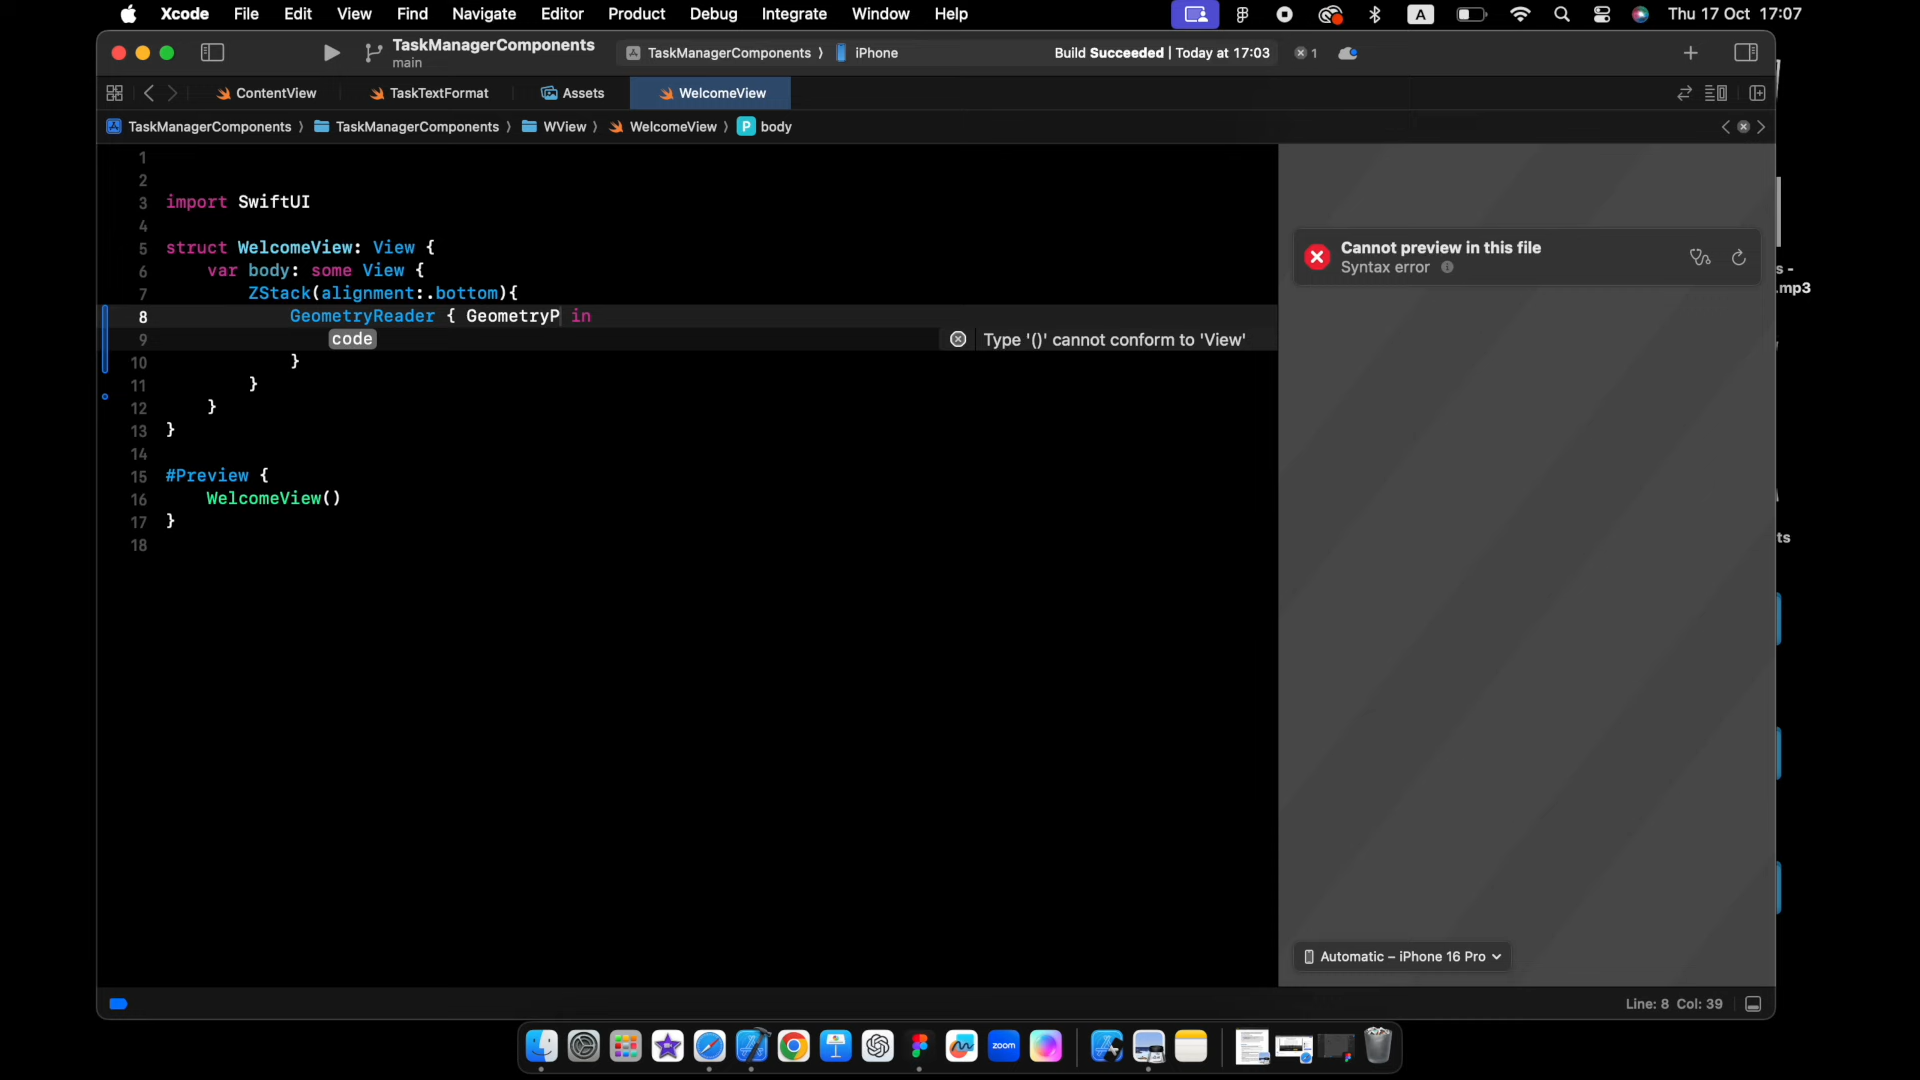 Xcode File Edit View Find Navigate Editor Product Debug Integrate Window Help A Thu 17 Oct 17:07
TaskManagerComponents
main
TaskManagerComponents 〉 iPhone Build Succeeded | Today at 17:03 1
ContentView TaskTextFormat Assets WelcomeView
TaskManagerComponents 〉 TaskManagerComponents 〉 WView 〉 WelcomeView 〉 P body
1
2
3 import SwiftUI
4
5 struct WelcomeView: View {
6 var body: some View {
7 ZStack(alignment:.bottom){
8 GeometryReader { GeometryP in
9 code Type '()' cannot conform to 'View'
10 }
11 }
12 }
13 }
14
15 #Preview {
16 WelcomeView()
17 }
18
Cannot preview in this file
Syntax error
s -
.mp3
ts
Automatic – iPhone 16 Pro
Line: 8 Col: 39
zoom